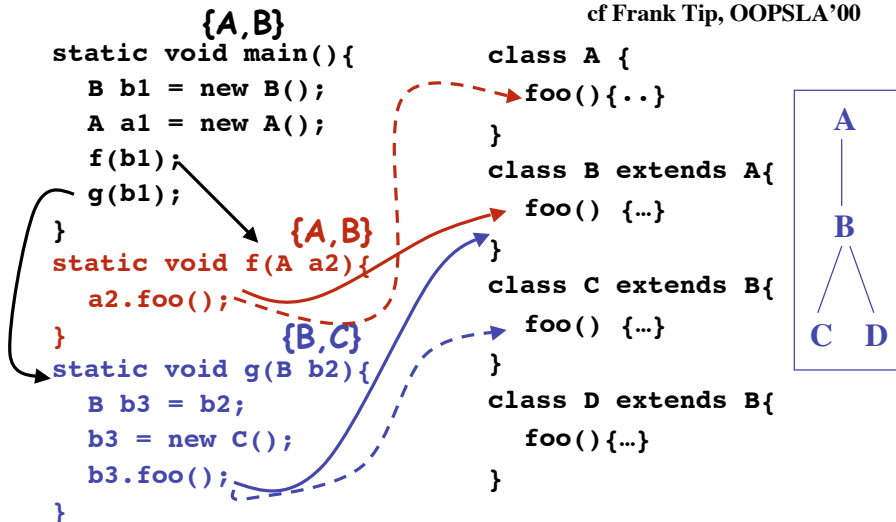 cf Frank Tip, OOPSLA’00
{A,B}
static void main(){
B b1 = new B();
A a1 = new A();
f(b1);
g(b1);
}
{A,B}
static void f(A a2){
a2.foo();
}
{B,C}
static void g(B b2){
B b3 = b2;
b3 = new C();
b3.foo();
}
class A {
foo(){..}
}
class B extends A{
foo() {…}
}
class C extends B{
foo() {…}
}
class D extends B{
foo(){…}
}
A
B
C D